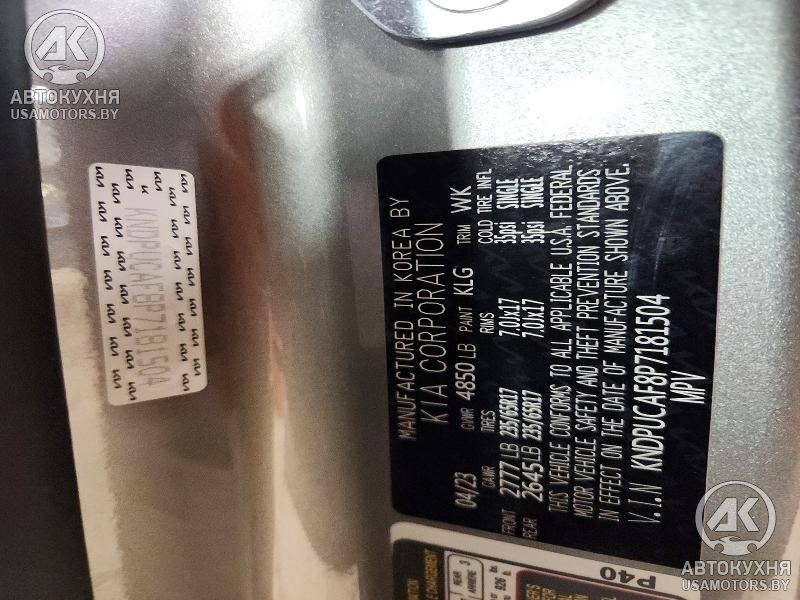 АВТОКУХНЯ
USAMOTORS.BY
KNDPUCAF8P7181504
MANUFACTURED IN KOREA BY
KIA CORPORATION
04/23 GVWR 4850 LB PAINT KLG TRIM WK
GAWR TIRES RIMS COLD TIRE INFL
FRONT 2777 LB 235/65R17 7.0Jx17 35psi SINGLE
REAR 2645 LB 235/65R17 7.0Jx17 35psi SINGLE
THIS VEHICLE CONFORMS TO ALL APPLICABLE U.S.A. FEDERAL
MOTOR VEHICLE SAFETY AND THEFT PREVENTION STANDARDS
IN EFFECT ON THE DATE OF MANUFACTURE SHOWN ABOVE.
V.I.N KNDPUCAF8P7181504
MPV
P40
REAR 3
АВТОКУХНЯ
USAMOTORS.BY